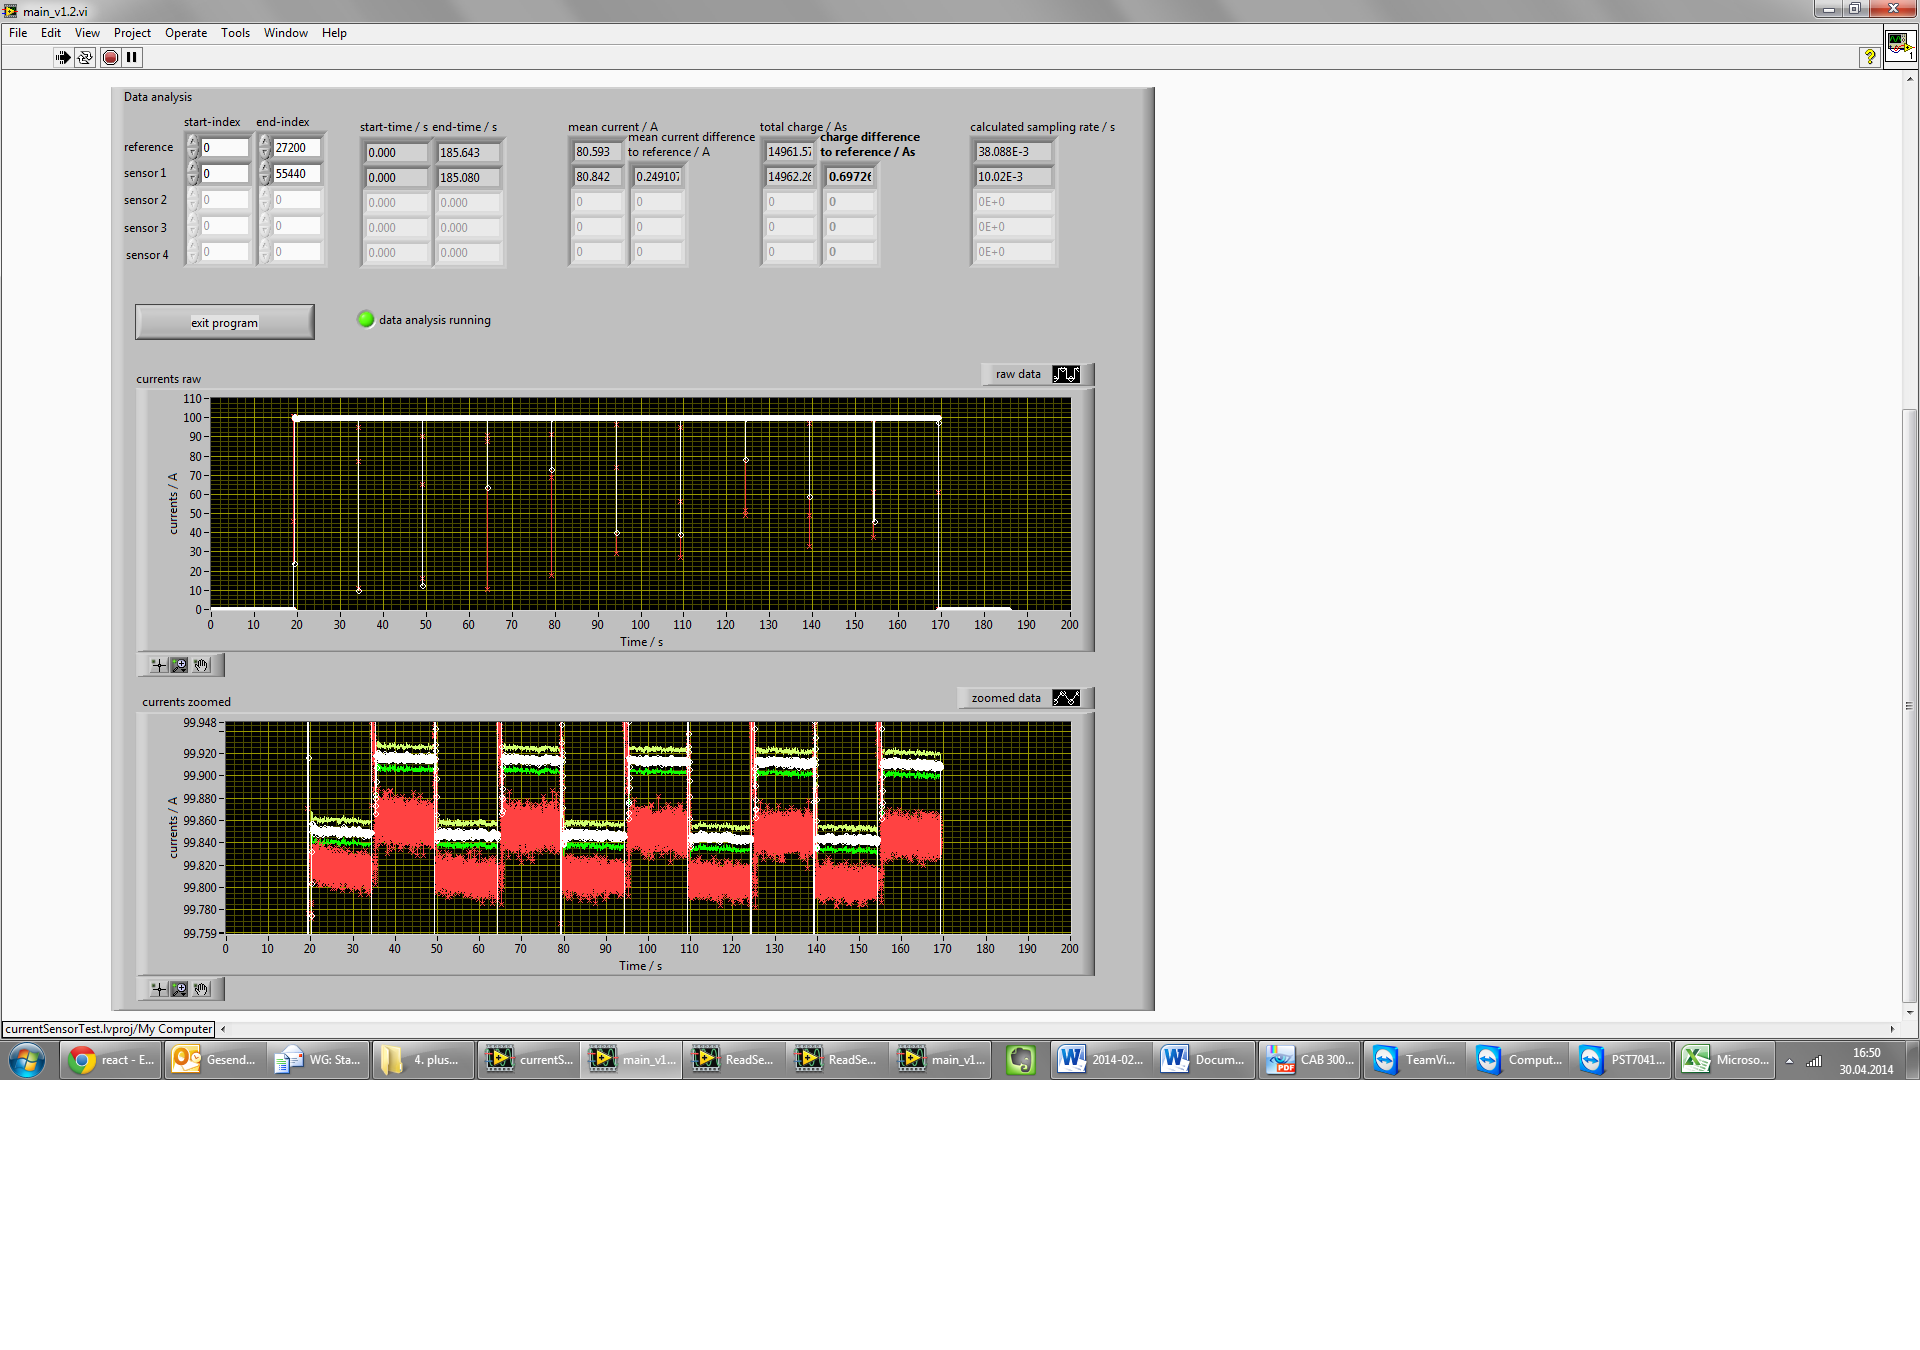 main_v1.2.vi
File Edit View Project Operate Tools Window Help
Data analysis
start-index end-index
start-time / s end-time / s
mean current / A
mean current difference to reference / A
total charge / As
charge difference to reference / As
calculated sampling rate / s
reference 0 27200 0.000 185.643 80.593 14961.57 38.088E-3
sensor 1 0 55440 0.000 185.080 80.842 0.249107 14962.26 0.69726 10.02E-3
sensor 2 0 0 0.000 0.000 0 0 0 0 0E+0
sensor 3 0 0 0.000 0.000 0 0 0 0 0E+0
sensor 4 0 0 0.000 0.000 0 0 0 0 0E+0
exit program
data analysis running
currents raw
raw data
110
100
90
80
70
60
50
40
30
20
10
0
currents / A
0 10 20 30 40 50 60 70 80 90 100 110 120 130 140 150 160 170 180 190 200
Time / s
currents zoomed
zoomed data
99.948
99.920
99.900
99.880
99.860
99.840
99.820
99.800
99.780
99.759
currents / A
0 10 20 30 40 50 60 70 80 90 100 110 120 130 140 150 160 170 180 190 200
Time / s
currentSensorTest.lvproj/My Computer
react - E...
Gesend...
WG: Sta...
4. plus...
currentS...
main_v1...
ReadSe...
ReadSe...
main_v1...
2014-02...
Docum...
CAB 300...
TeamVi...
Comput...
PST7041...
Microso...
16:50
30.04.2014